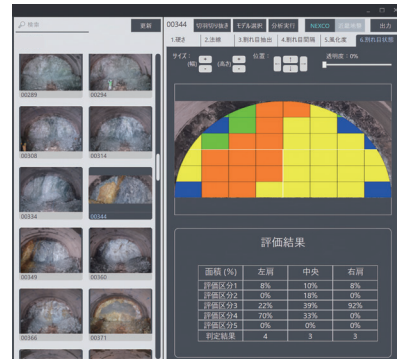 検索
更新
00344
切羽切り抜き
モデル選択
分析実行
NEXCO
出力
1.硬さ
2.法線
3.割れ目抽出
4.割れ目間隔
5.風化度
6.割れ目状態
サイズ:
(幅)
+
-
(高さ)
+
-
位置:
-
↑
↓
+
透明度:0%
00289
00294
00308
00314
00334
00344
00349
00360
00366
00371
評価結果
面積 (%) 左肩 中央 右肩
評価区分1 8% 10% 8%
評価区分2 0% 18% 0%
評価区分3 22% 39% 92%
評価区分4 70% 33% 0%
評価区分5 0% 0% 0%
判定結果 4 3 3